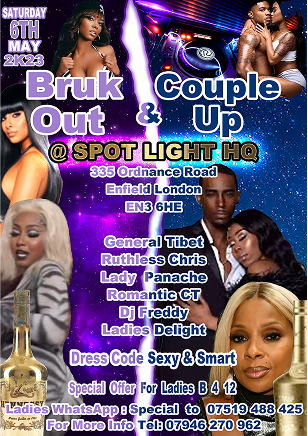 SATURDAY
6TH
MAY
2K23
Bruk Couple
Out & Up
@ SPOT LIGHT HQ
335 Ordnance Road
Enfield London
EN3 6HE
General Tibet
Ruthless Chris
Lady Panache
Romantic CT
Dj Freddy
Ladies Delight
Dress Code Sexy & Smart
Special Offer For Ladies B 4 12
Ladies WhatsApp : Special to 07519 488 425
For More Info Tel: 07946 270 962